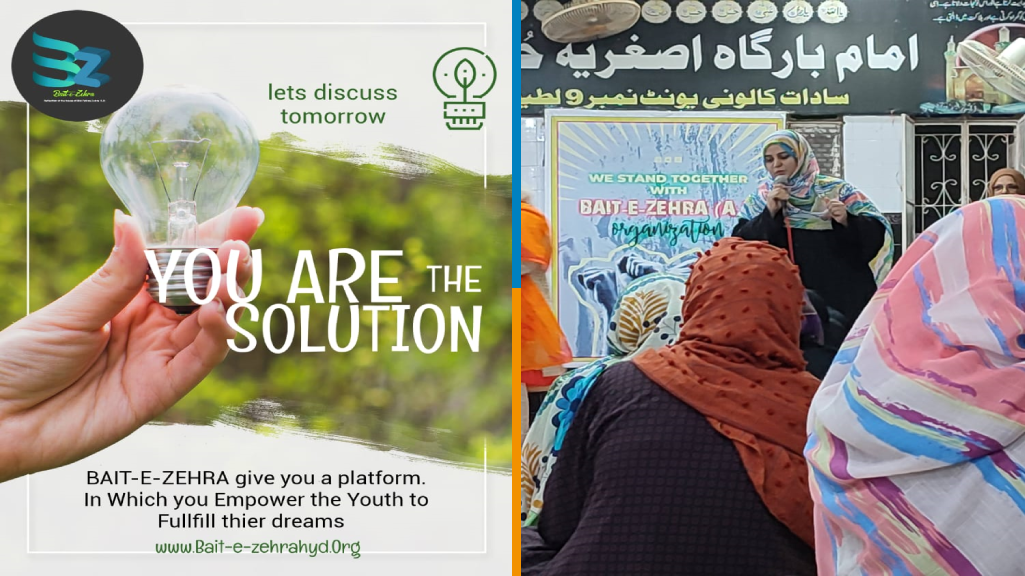 BZ
Bait-e-Zehra
lets discuss
tomorrow
YOU ARE THE
SOLUTION
BAIT-E-ZEHRA give you a platform.
In Which you Empower the Youth to
Fullfill thier dreams
www.Bait-e-zehrahyd.Org
امام بارگاہ اصغریہ
سادات کالونی یونٹ نمبر 9 لطیف
WE STAND TOGETHER
WITH
BAIT-E-ZEHRA (A.
organization